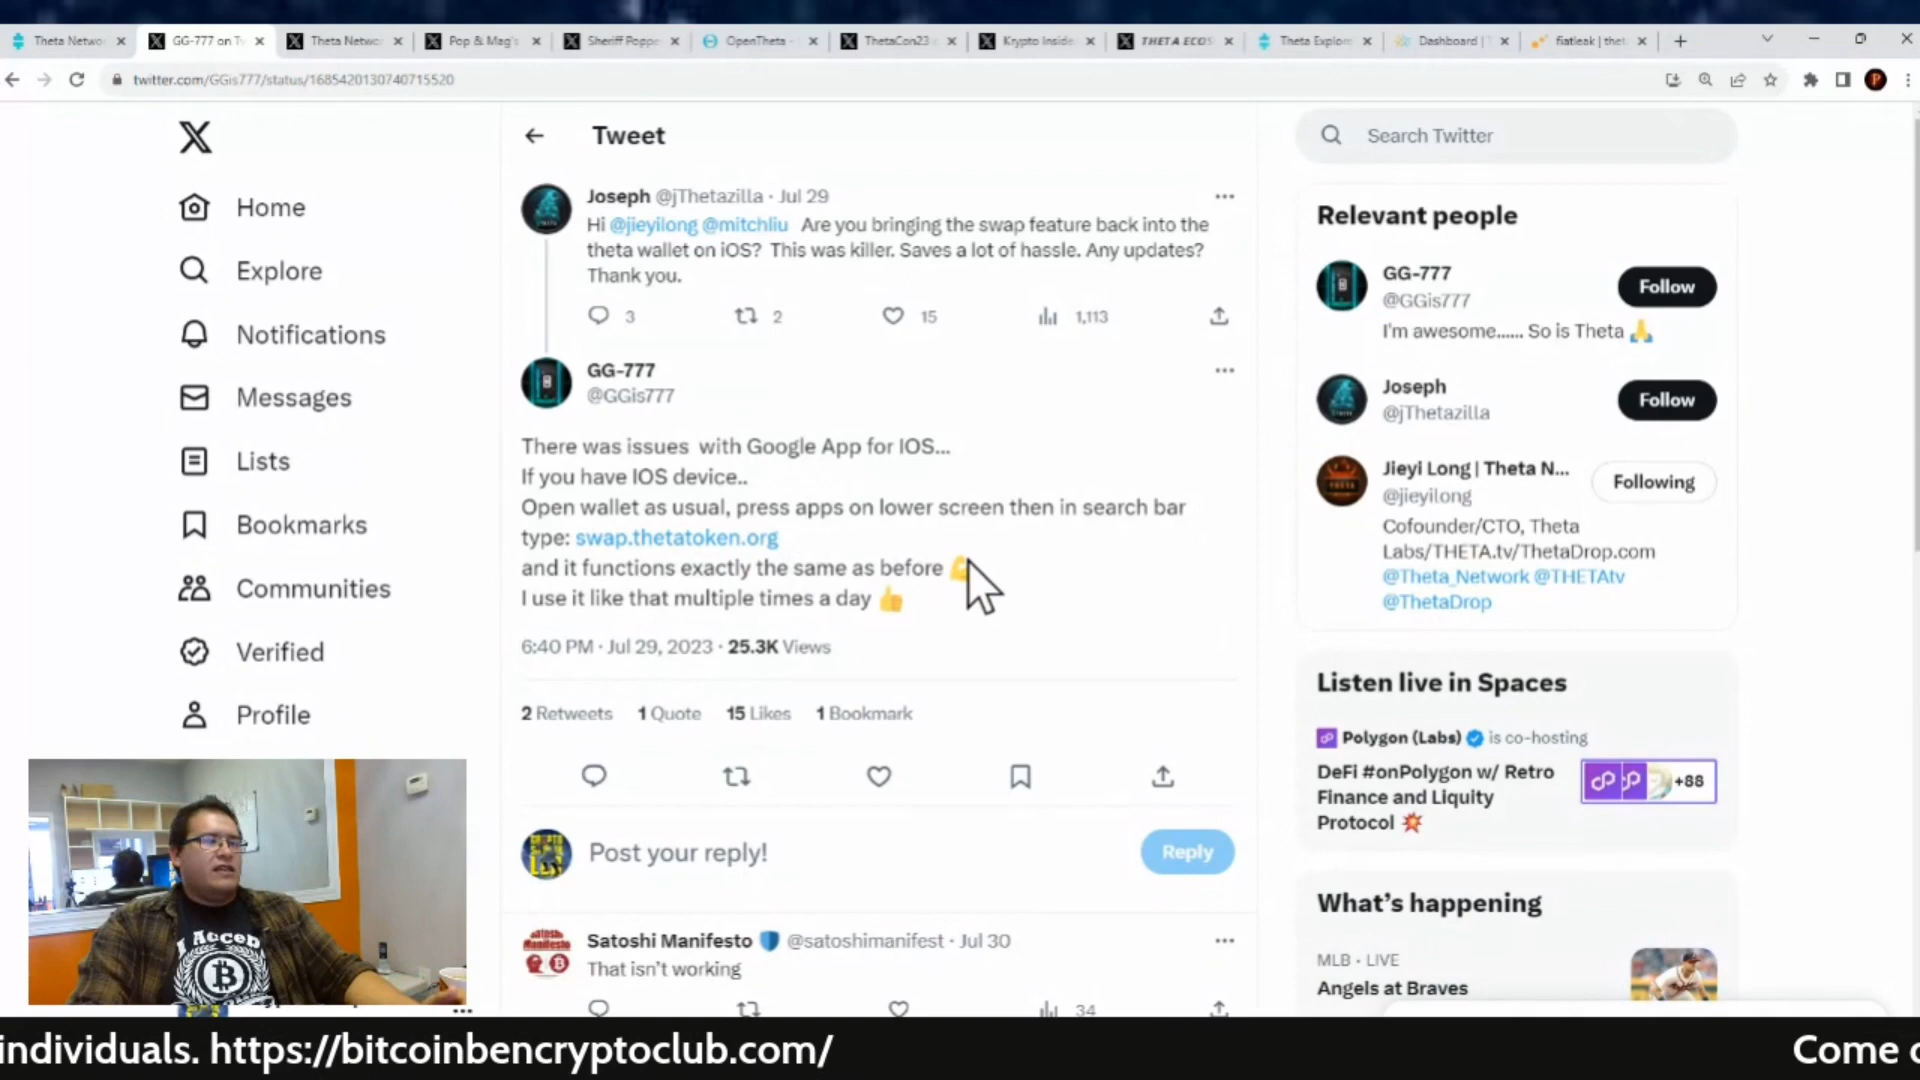 Theta Netwo
GG-777 on Tw
Theta Netwo
Pop & Mag's
Sheriff Poppe
OpenTheta -
ThetaCon23
Krypto Inside
THETA ECOS
Theta Explor
Dashboard | T
fiatleak | thet
twitter.com/GGis777/status/1685420130740715520
Home
Explore
Notifications
Messages
Lists
Bookmarks
Communities
Verified
Profile
Tweet
Joseph @jThetazilla · Jul 29
Hi @jieyilong @mitchliu Are you bringing the swap feature back into the
theta wallet on iOS? This was killer. Saves a lot of hassle. Any updates?
Thank you.
3 2 15 1,113
GG-777
@GGis777
There was issues with Google App for IOS...
If you have IOS device..
Open wallet as usual, press apps on lower screen then in search bar
type: swap.thetatoken.org
and it functions exactly the same as before
I use it like that multiple times a day
6:40 PM · Jul 29, 2023 · 25.3K Views
2 Retweets 1 Quote 15 Likes 1 Bookmark
Post your reply!
Reply
Satoshi Manifesto @satoshimanifest · Jul 30
That isn't working
34
Search Twitter
Relevant people
GG-777
@GGis777
Follow
I'm awesome...... So is Theta
Joseph
@jThetazilla
Follow
Jieyi Long | Theta N...
@jieyilong
Following
Cofounder/CTO, Theta
Labs/THETA.tv/ThetaDrop.com
@Theta_Network @THETAtv
@ThetaDrop
Listen live in Spaces
Polygon (Labs) is co-hosting
DeFi #onPolygon w/ Retro
Finance and Liquity
Protocol
+88
What's happening
MLB · LIVE
Angels at Braves
I Accep
individuals. https://bitcoinbencryptoclub.com/
Come